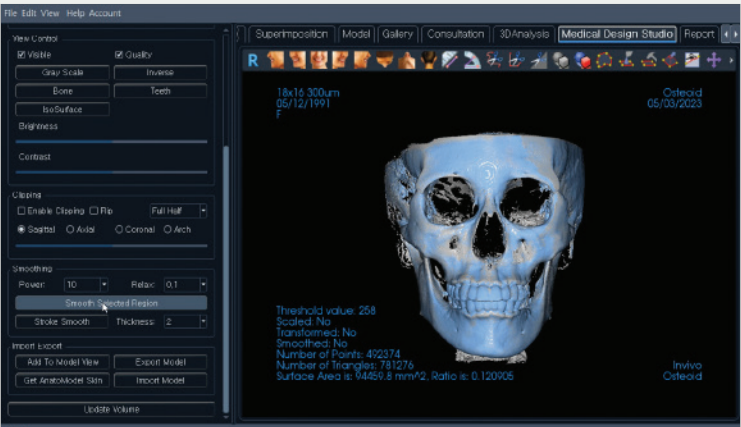 File Edit View Help Account
View Control
Visible
Quality
Gray Scale
Inverse
Bone
Teeth
IsoSurface
Brightness
Contrast
Clipping
Enable Clipping
Flip
Full Half
Sagittal
Axial
Coronal
Arch
Smoothing
Power:
10
Relax:
0.1
Smooth Selected Region
Stroke Smooth
Thickness:
2
Import Export
Add To Model View
Export Model
Get AnatoModel Skin
Import Model
Update Volume
Superimposition
Model
Gallery
Consultation
3DAnalysis
Medical Design Studio
Report
R
18x16 300um
05/12/1991
F
Osteoid
05/03/2023
Threshold value: 258
Scaled: No
Transformed: No
Smoothed: No
Number of Points: 492374
Number of Triangles: 781276
Surface Area is: 94459.8 mm^2, Ratio is: 0.120905
Invivo
Osteoid